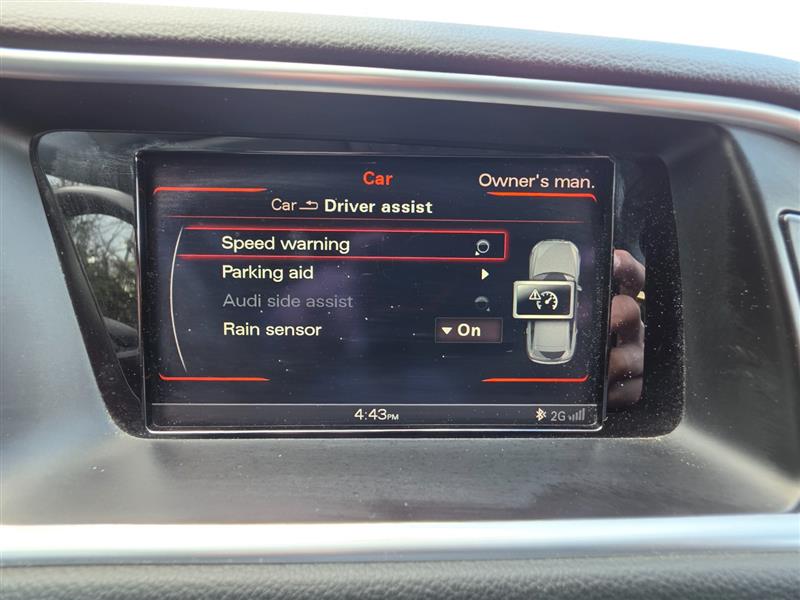 Car
Owner's man.
Car Driver assist
Speed warning
Parking aid
Audi side assist
Rain sensor On
4:43PM
2G